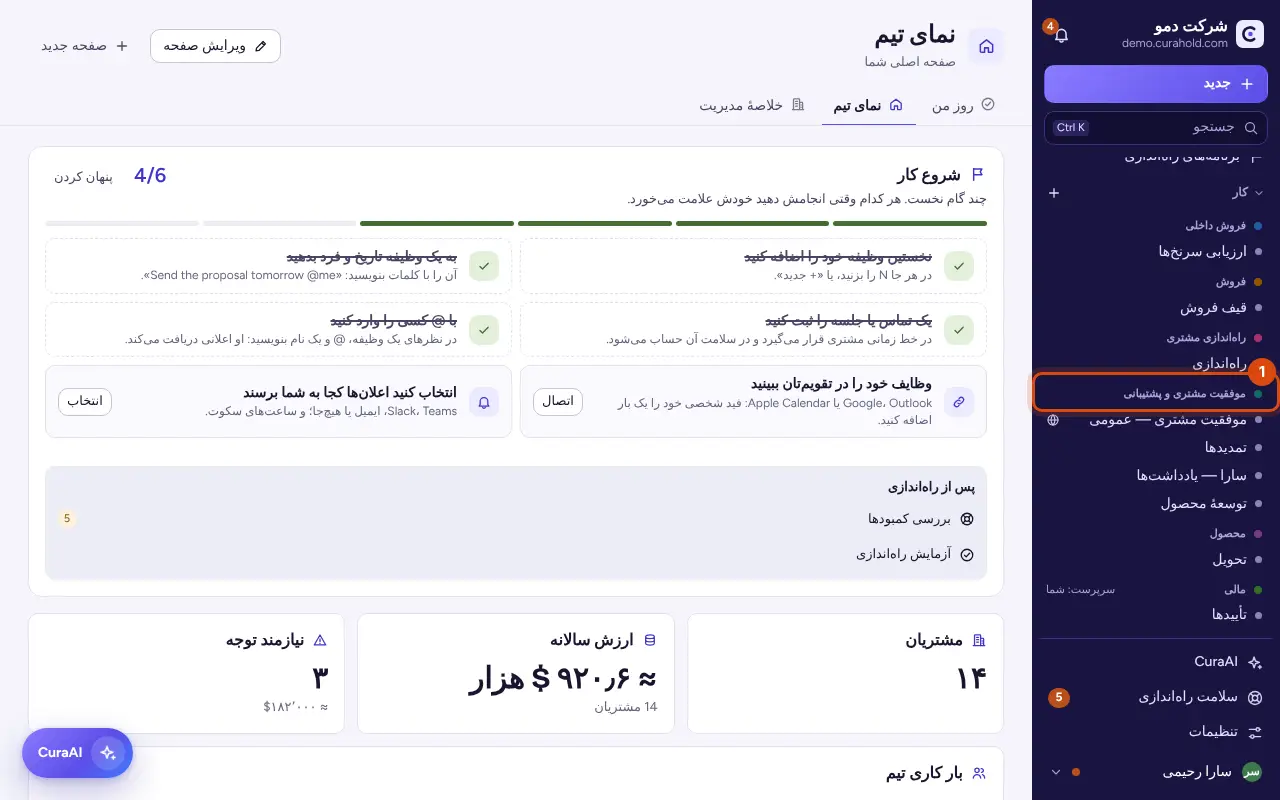 شرکت دمو
demo.curahold.com
4
جدید
جستجو
Ctrl K
برنامه‌های راه‌اندازی
کار
فروش داخلی
ارزیابی سرنخ‌ها
فروش
قیف فروش
راه‌اندازی مشتری
راه‌اندازی
1
موفقیت مشتری و پشتیبانی
موفقیت مشتری — عمومی
تمدیدها
سارا — یادداشت‌ها
توسعهٔ محصول
محصول
تحویل
مالی
سرپرست: شما
تأییدها
CuraAI
سلامت راه‌اندازی
5
تنظیمات
سر
سارا رحیمی
نمای تیم
صفحه اصلی شما
ویرایش صفحه
صفحه جدید
روز من
نمای تیم
خلاصهٔ مدیریت
شروع کار
4/6
پنهان کردن
چند گام نخست. هر کدام وقتی انجامش دهید خودش علامت می‌خورد.
نخستین وظیفه خود را اضافه کنید
در هر جا N را بزنید، یا «+ جدید».
به یک وظیفه تاریخ و فرد بدهید
آن را با کلمات بنویسید: «Send the proposal tomorrow @me».
یک تماس یا جلسه را ثبت کنید
در خط زمانی مشتری قرار می‌گیرد و در سلامت آن حساب می‌شود.
با @ کسی را وارد کنید
در نظرهای یک وظیفه، @ و یک نام بنویسید: او اعلانی دریافت می‌کند.
وظایف خود را در تقویم‌تان ببینید
Google، Outlook یا Apple Calendar: فید شخصی خود را یک بار
اضافه کنید.
اتصال
انتخاب کنید اعلان‌ها کجا به شما برسند
Slack، Teams، ایمیل یا هیچ‌جا؛ و ساعت‌های سکوت.
انتخاب
پس از راه‌اندازی
بررسی کمبودها
5
آزمایش راه‌اندازی
مشتریان
۱۴
ارزش سالانه
≈ ۹۲۰٫۶ $ هزار
14 مشتریان
نیازمند توجه
۳
≈ ۱۸۲٬۰۰۰$
بار کاری تیم
CuraAI